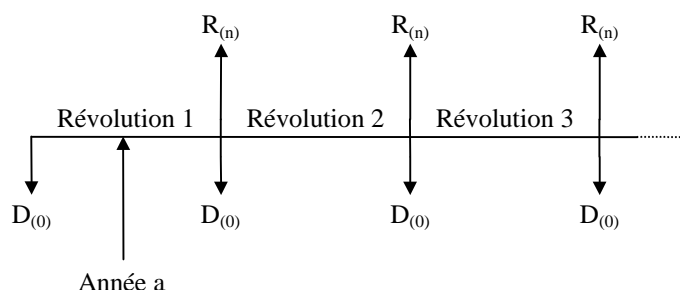 R(n) R(n) R(n)
Révolution 1 Révolution 2 Révolution 3
D(0) D(0) D(0) D(0)
Année a